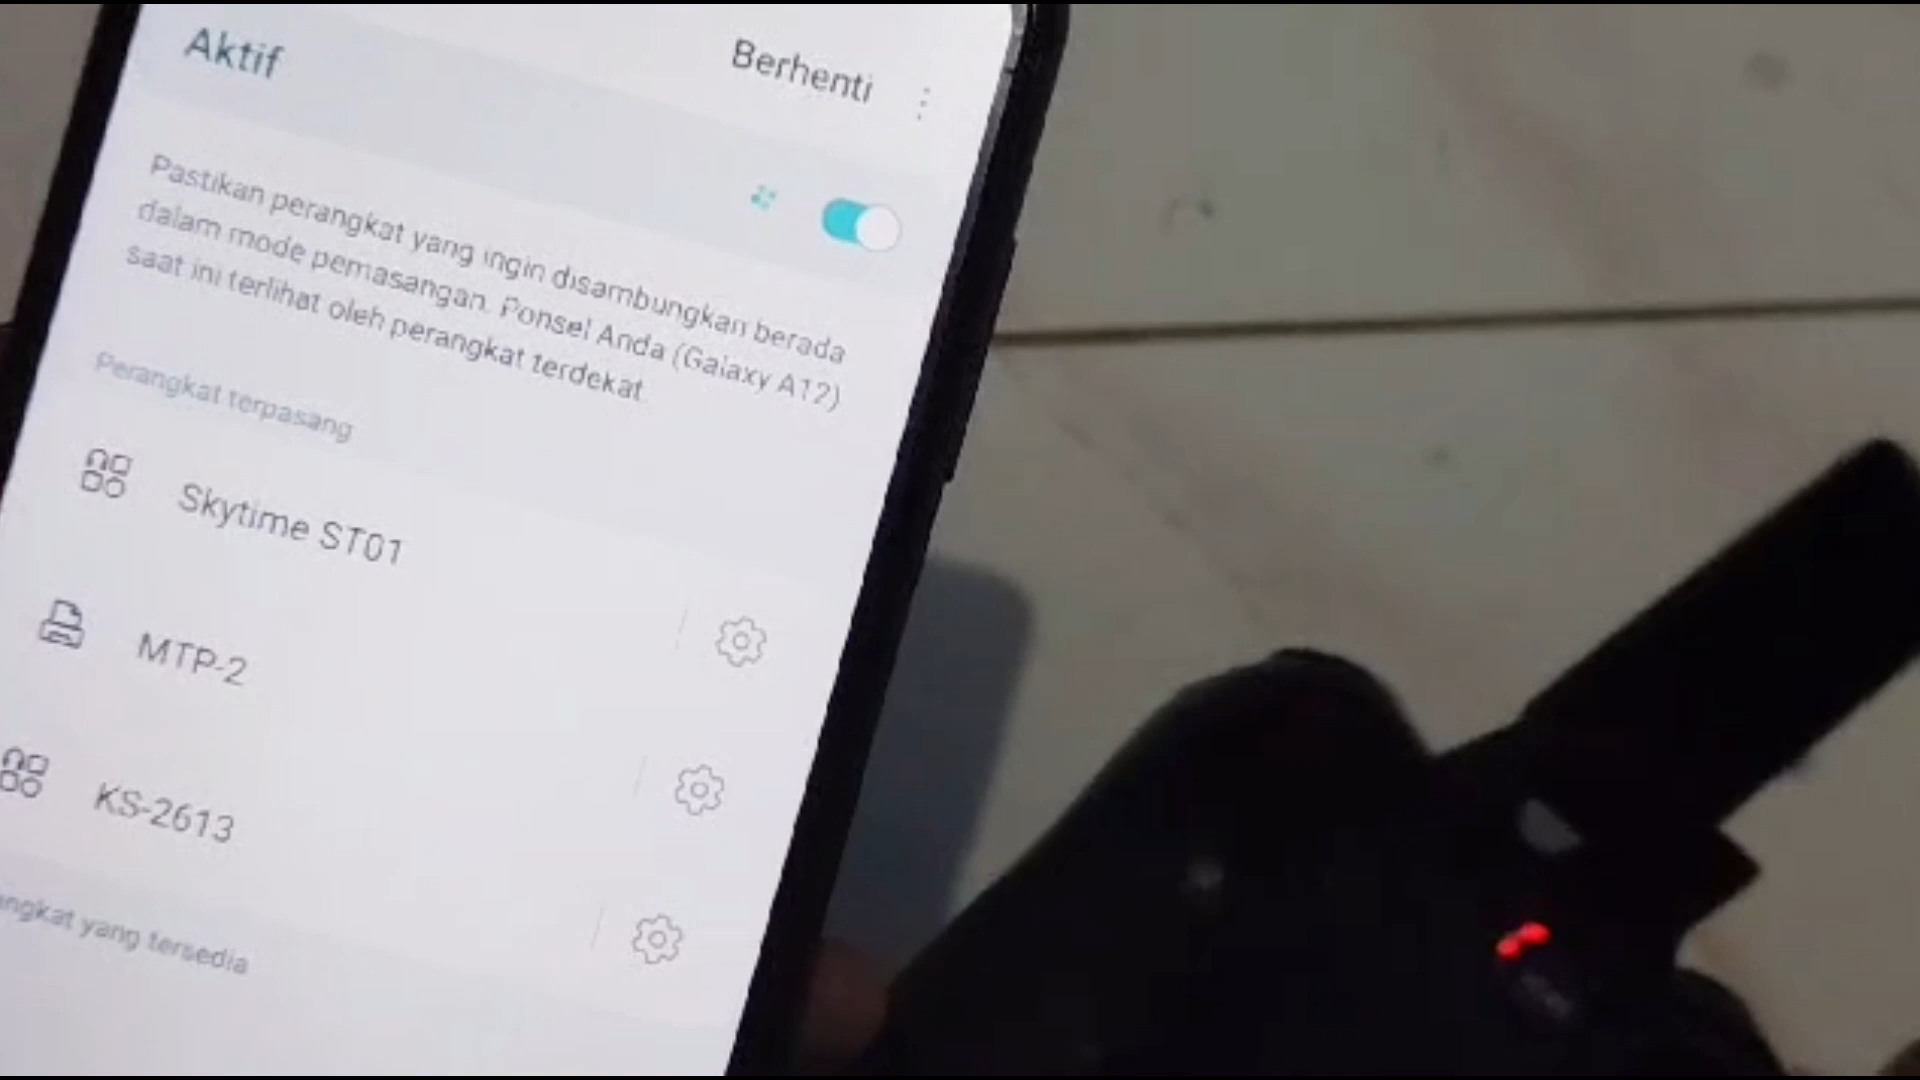 Berhenti
Aktif
Pastikan perangkat yang ingin disambungkan berada
dalam mode pemasangan. Ponsel Anda (Galaxy A12)
saat ini terlihat oleh perangkat terdekat.
Perangkat terpasang
Skytime ST01
MTP-2
KS-2613
angkat yang tersedia